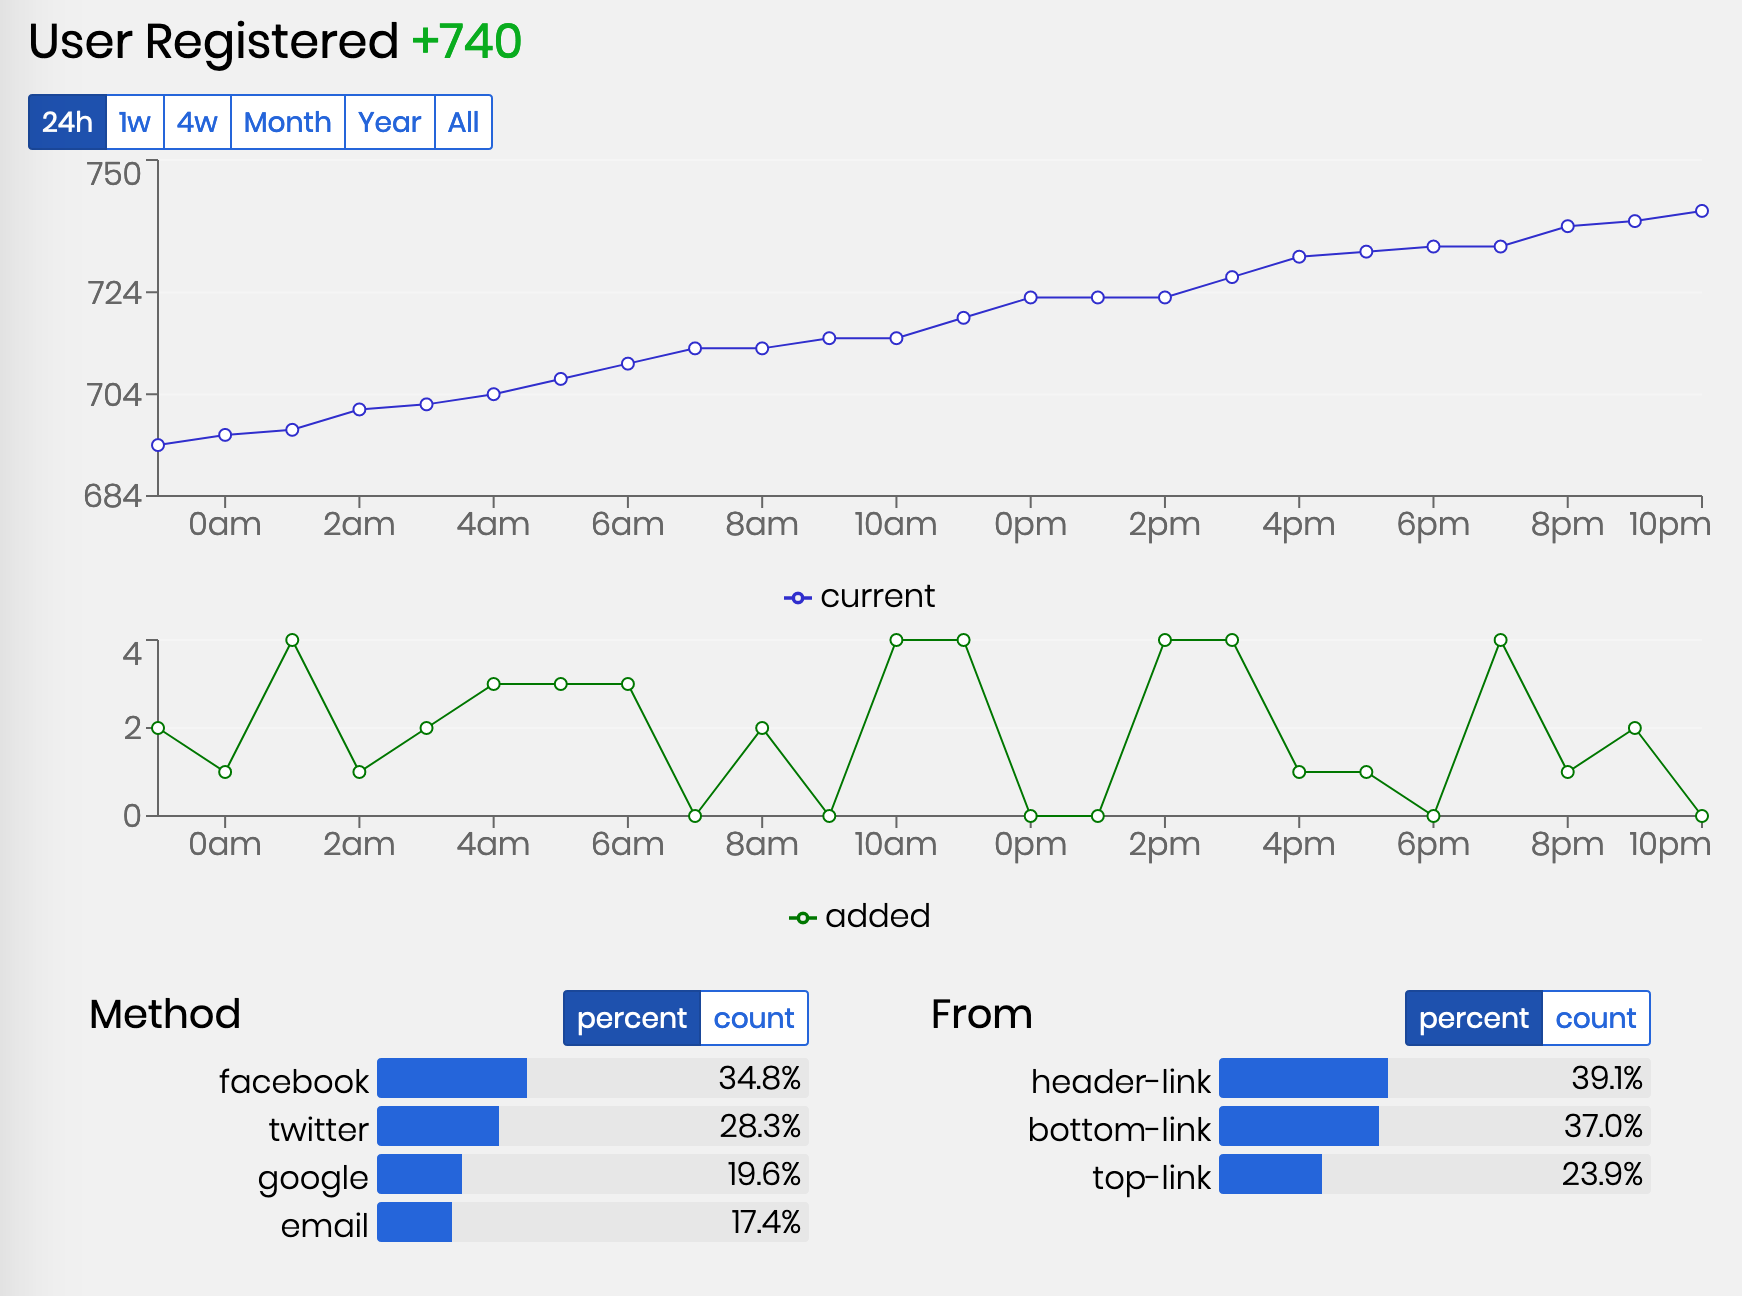 User Registered +740
24h 1w 4w Month Year All
750
724
704
684
0am 2am 4am 6am 8am 10am 0pm 2pm 4pm 6pm 8pm 10pm
current
4
2
0
0am 2am 4am 6am 8am 10am 0pm 2pm 4pm 6pm 8pm 10pm
added
Method percent count
facebook 34.8%
twitter 28.3%
google 19.6%
email 17.4%
From percent count
header-link 39.1%
bottom-link 37.0%
top-link 23.9%